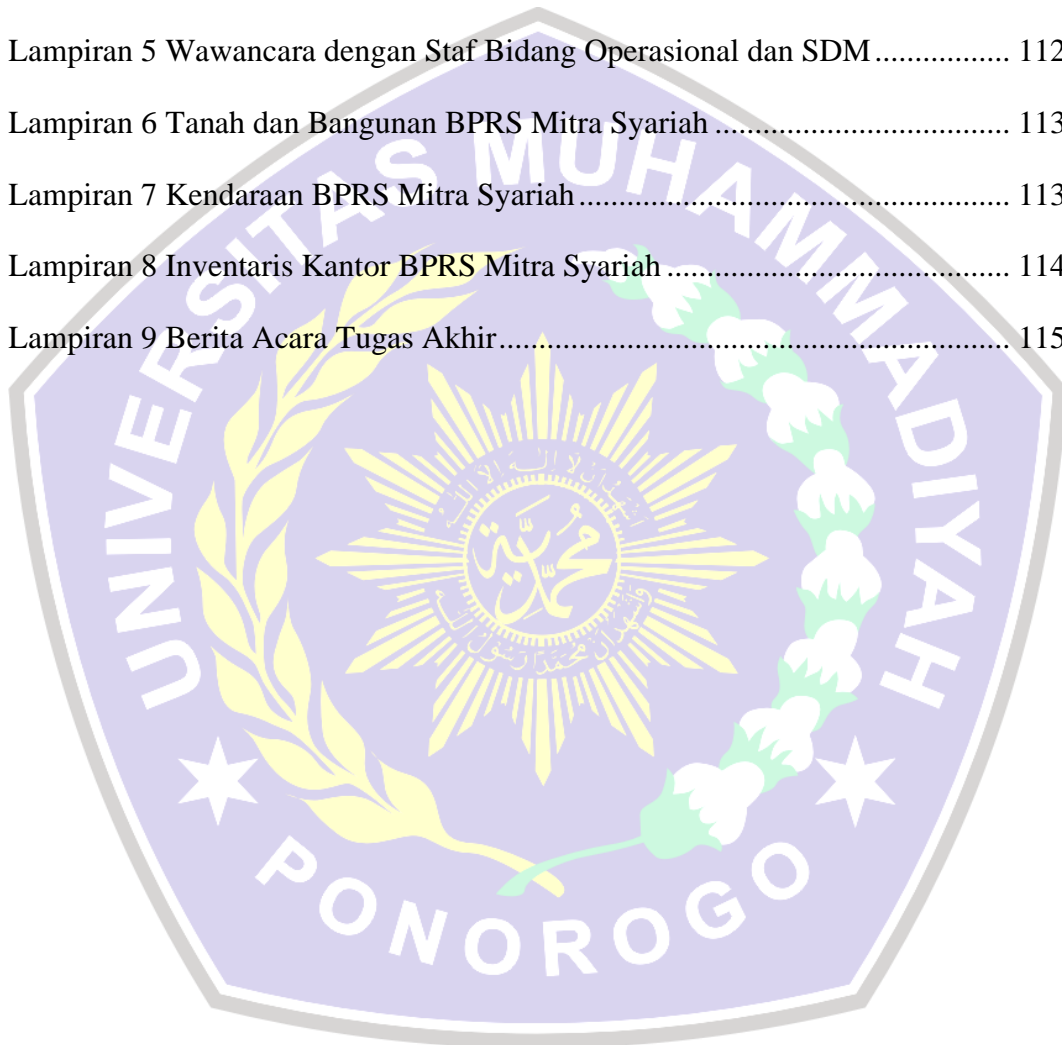 Lampiran 5 Wawancara dengan Staf Bidang Operasional dan SDM ................. 112
Lampiran 6 Tanah dan Bangunan BPRS Mitra Syariah ..................................... 113
Lampiran 7 Kendaraan BPRS Mitra Syariah ...................................................... 113
Lampiran 8 Inventaris Kantor BPRS Mitra Syariah ........................................... 114
Lampiran 9 Berita Acara Tugas Akhir ................................................................ 115
UNIVERSITAS MUHAMMADIYAH
محمدية
PONOROGO